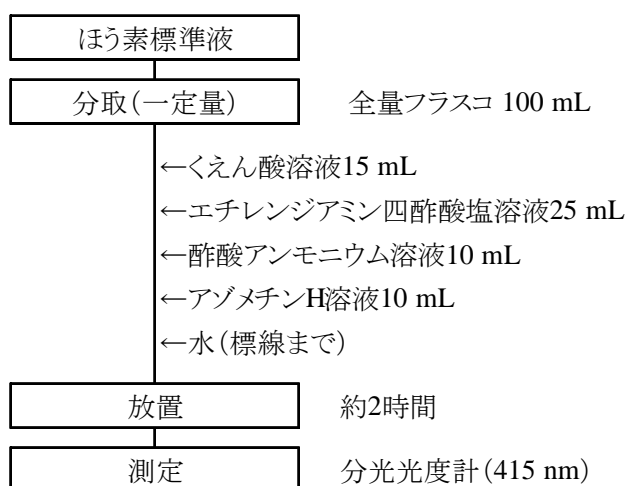 ほう素標準液
分取(一定量) 全量フラスコ 100 mL
←くえん酸溶液15 mL
←エチレンジアミン四酢酸塩溶液25 mL
←酢酸アンモニウム溶液10 mL
←アゾメチンH溶液10 mL
←水(標線まで)
放置 約2時間
測定 分光光度計(415 nm)